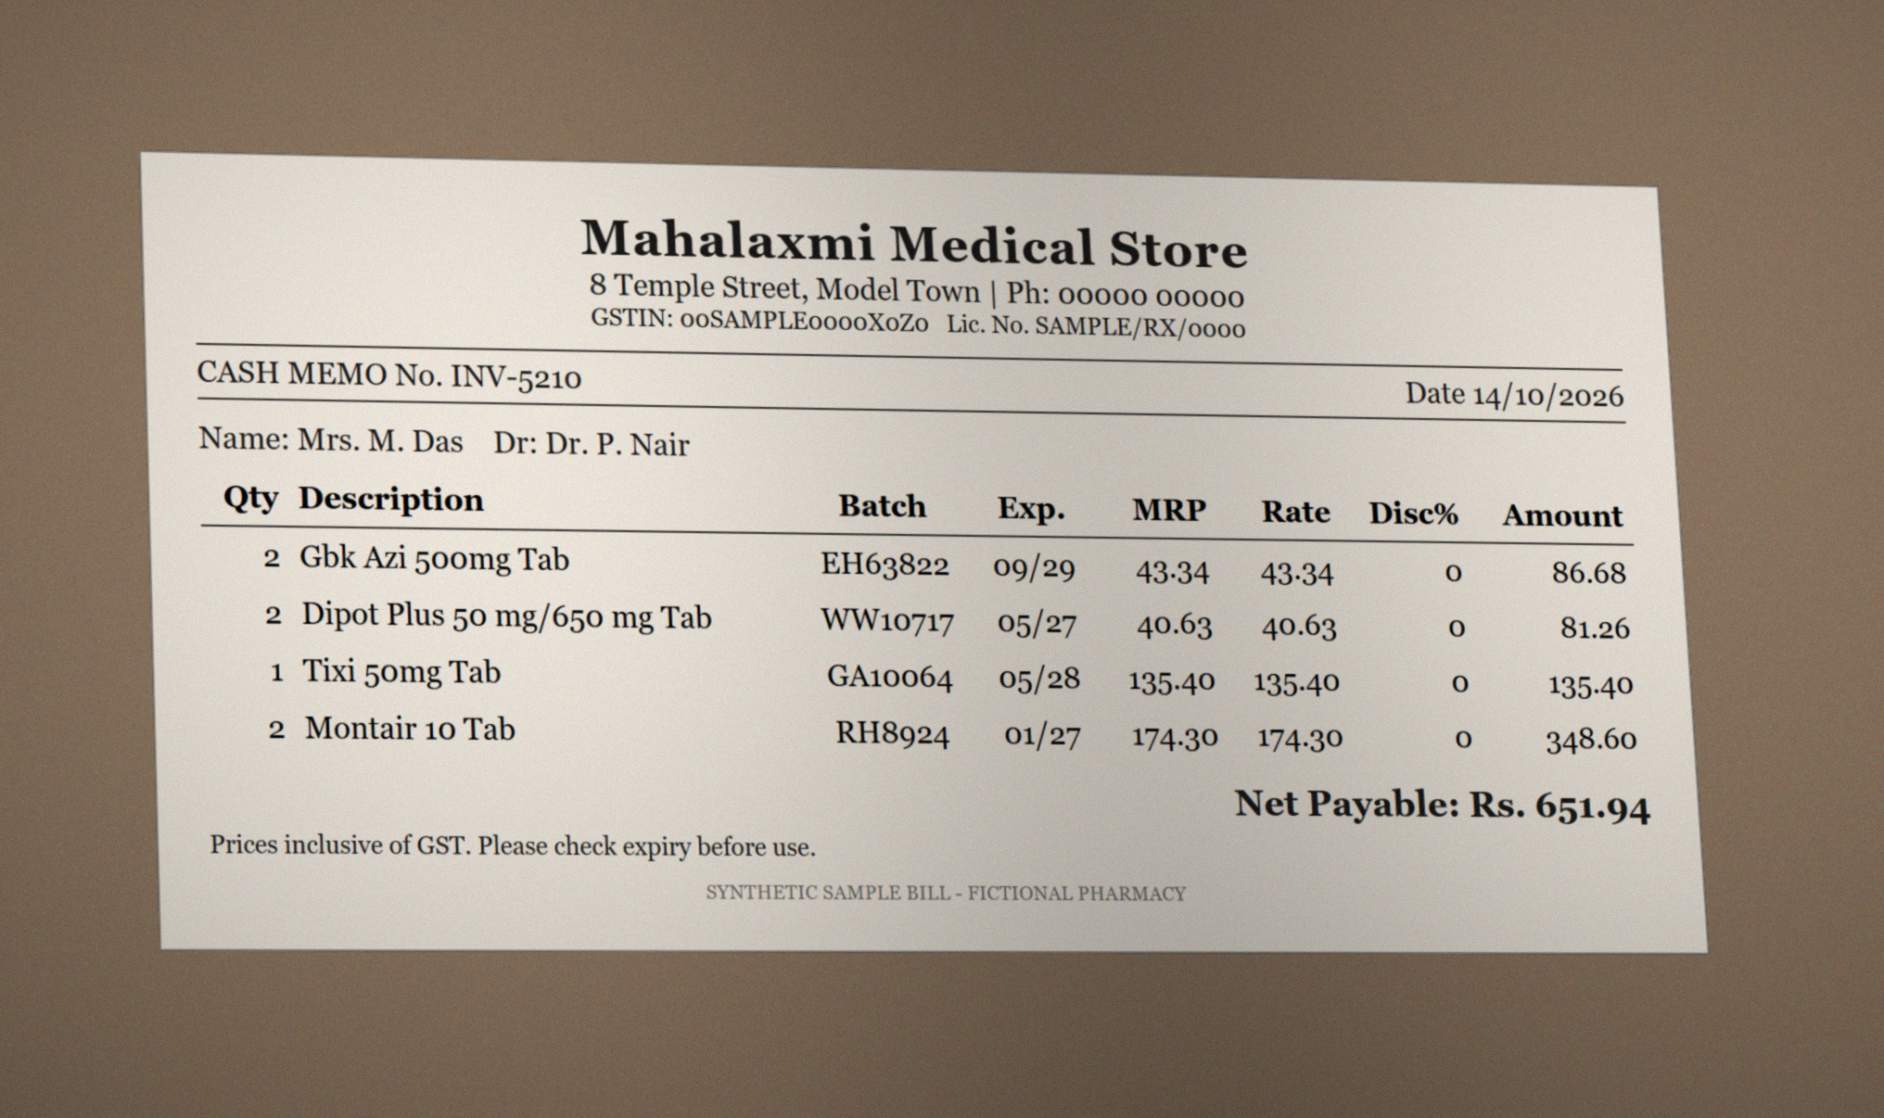 Mahalaxmi Medical Store
8 Temple Street, Model Town | Ph: 00000 00000
GSTIN: 00SAMPLE0000X0Z0 Lic. No. SAMPLE/RX/0000
CASH MEMO No. INV-5210 Date 14/10/2026
Name: Mrs. M. Das Dr: Dr. P. Nair
Qty Description Batch Exp. MRP Rate Disc% Amount
2 Gbk Azi 500mg Tab EH63822 09/29 43.34 43.34 0 86.68
2 Dipot Plus 50 mg/650 mg Tab WW10717 05/27 40.63 40.63 0 81.26
1 Tixi 50mg Tab GA10064 05/28 135.40 135.40 0 135.40
2 Montair 10 Tab RH8924 01/27 174.30 174.30 0 348.60
Net Payable: Rs. 651.94
Prices inclusive of GST. Please check expiry before use.
SYNTHETIC SAMPLE BILL - FICTIONAL PHARMACY